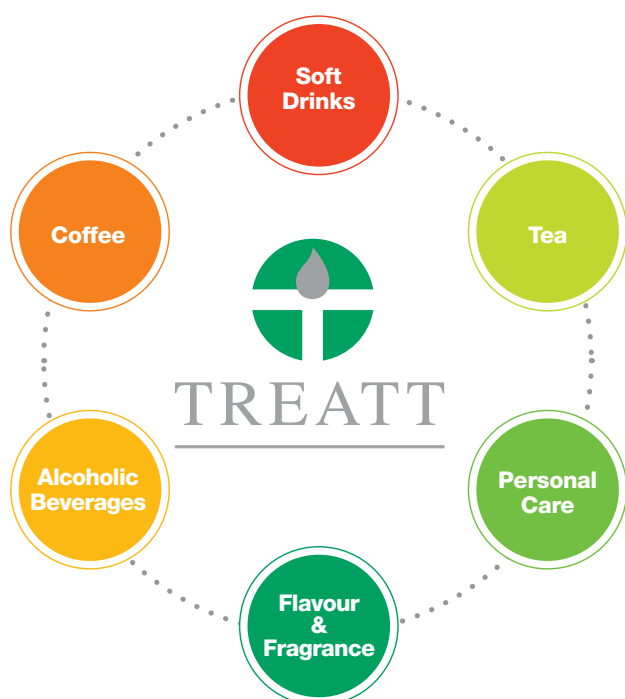 Soft
Drinks
Coffee
Tea
TREATT
Alcoholic
Beverages
Personal
Care
Flavour
&
Fragrance